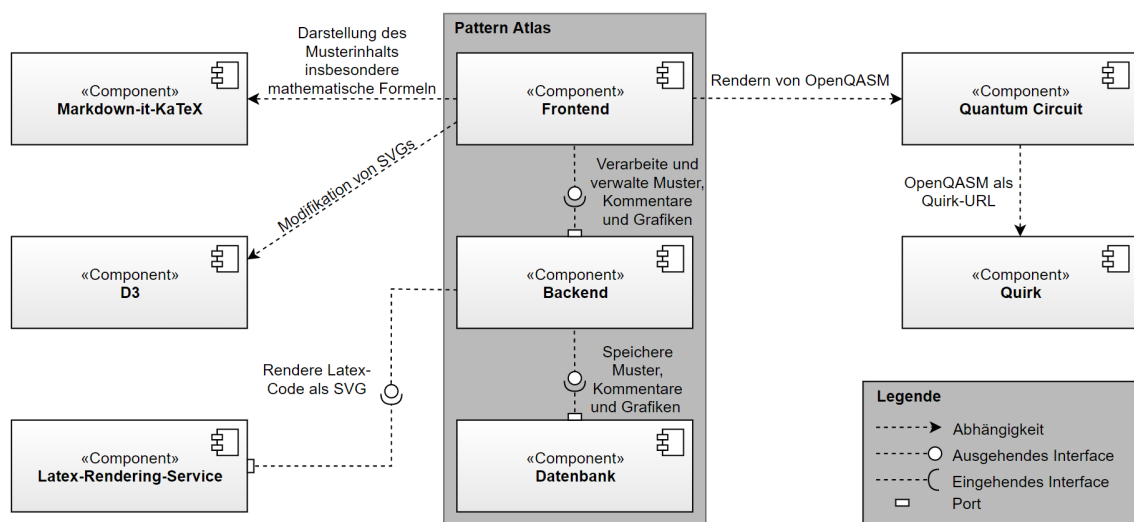 Pattern Atlas
Darstellung des
Musterinhalts
insbesondere
mathematische Formeln
«Component»
Markdown-it-KaTeX
«Component»
Frontend
Rendern von OpenQASM
«Component»
Quantum Circuit
Modifikation von SVGs
Verarbeite und
verwalte Muster,
Kommentare
und Grafiken
OpenQASM als
Quirk-URL
«Component»
D3
«Component»
Backend
«Component»
Quirk
Rendere Latex-
Code als SVG
Speichere
Muster,
Kommentare
und Grafiken
«Component»
Latex-Rendering-Service
«Component»
Datenbank
Legende
Abhängigkeit
Ausgehendes Interface
Eingehendes Interface
Port